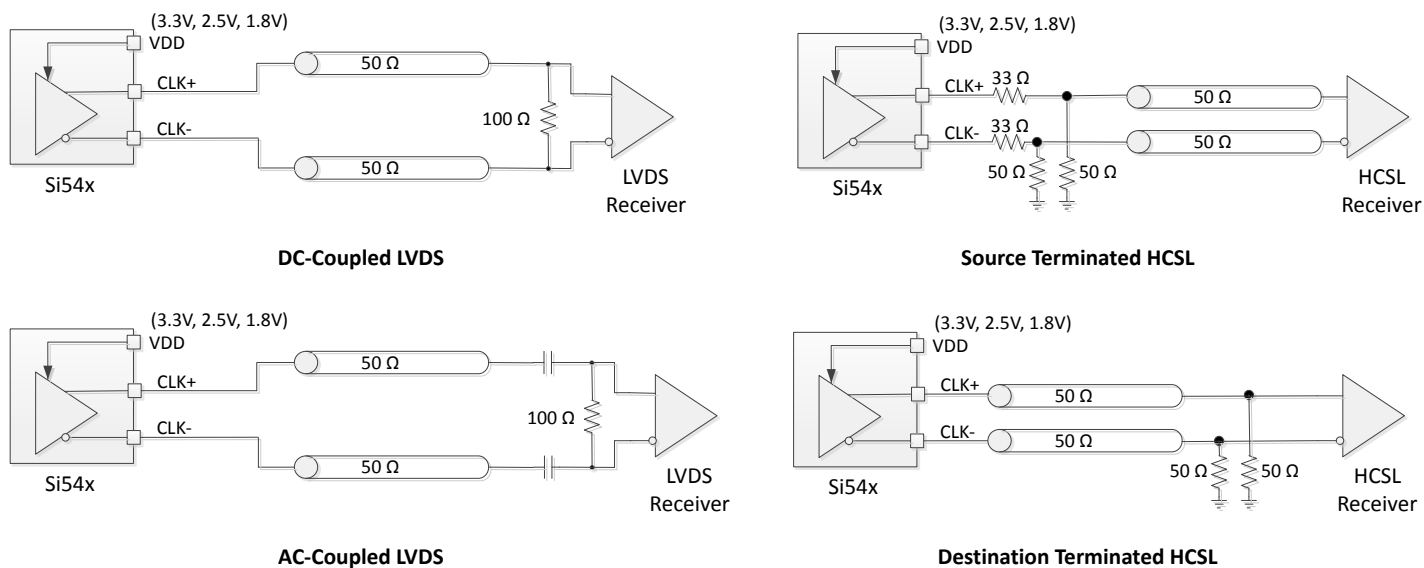 (3.3V, 2.5V, 1.8V)
VDD
CLK+
CLK-
50 Ω
50 Ω
100 Ω
Si54x
LVDS
Receiver
DC-Coupled LVDS
(3.3V, 2.5V, 1.8V)
VDD
CLK+
CLK-
33 Ω
33 Ω
50 Ω
50 Ω
50 Ω
50 Ω
Si54x
HCSL
Receiver
Source Terminated HCSL
(3.3V, 2.5V, 1.8V)
VDD
CLK+
CLK-
50 Ω
50 Ω
100 Ω
Si54x
LVDS
Receiver
AC-Coupled LVDS
(3.3V, 2.5V, 1.8V)
VDD
CLK+
CLK-
50 Ω
50 Ω
50 Ω
50 Ω
Si54x
HCSL
Receiver
Destination Terminated HCSL